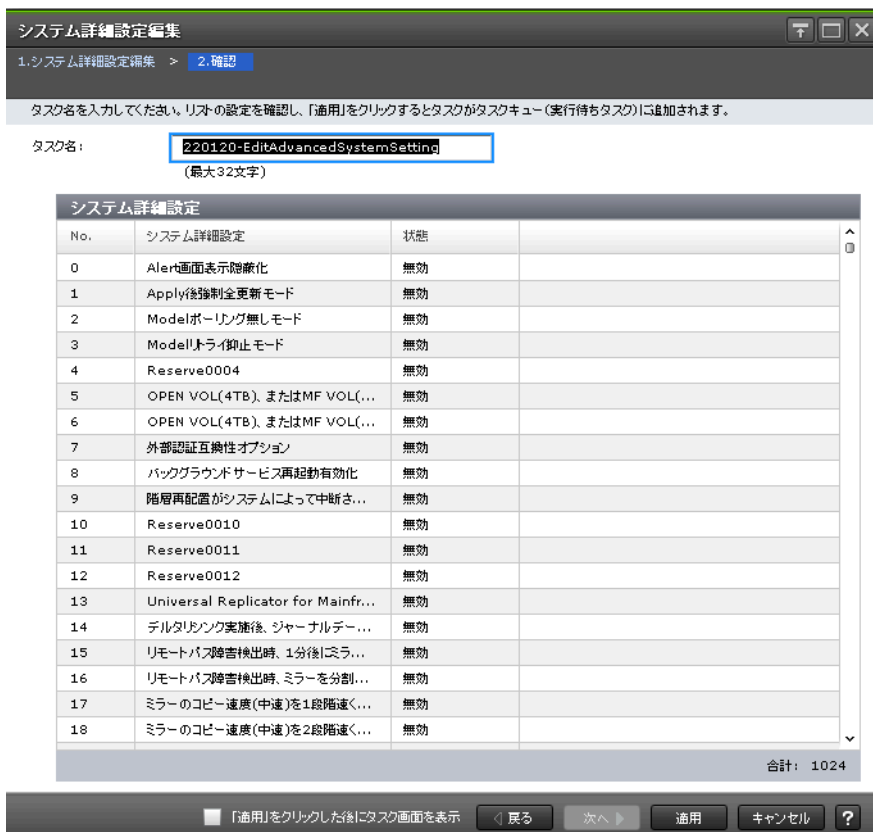 システム詳細設定編集
1.システム詳細設定編集 > 2.確認
タスク名を入力してください。リストの設定を確認し、「適用」をクリックするとタスクがタスクキュー(実行待ちタスク)に追加されます。
タスク名: 220120-EditAdvancedSystemSetting
(最大32文字)
システム詳細設定
No. システム詳細設定 状態
0 Alert画面表示隠蔽化 無効
1 Apply後強制全更新モード 無効
2 Modelポーリング無しモード 無効
3 Modelリトライ抑止モード 無効
4 Reserve0004 無効
5 OPEN VOL(4TB)、またはMF VOL(... 無効
6 OPEN VOL(4TB)、またはMF VOL(... 無効
7 外部認証互換性オプション 無効
8 バックグラウンドサービス再起動有効化 無効
9 階層再配置がシステムによって中断さ... 無効
10 Reserve0010 無効
11 Reserve0011 無効
12 Reserve0012 無効
13 Universal Replicator for Mainfr... 無効
14 デルタリシンク実施後、ジャーナルデー... 無効
15 リモートパス障害検出時、1分後にミラ... 無効
16 リモートパス障害検出時、ミラーを分割... 無効
17 ミラーのコピー速度(中速)を1段階速く... 無効
18 ミラーのコピー速度(中速)を2段階速く... 無効
合計: 1024
「適用」をクリックした後にタスク画面を表示 戻る 次へ 適用 キャンセル ?